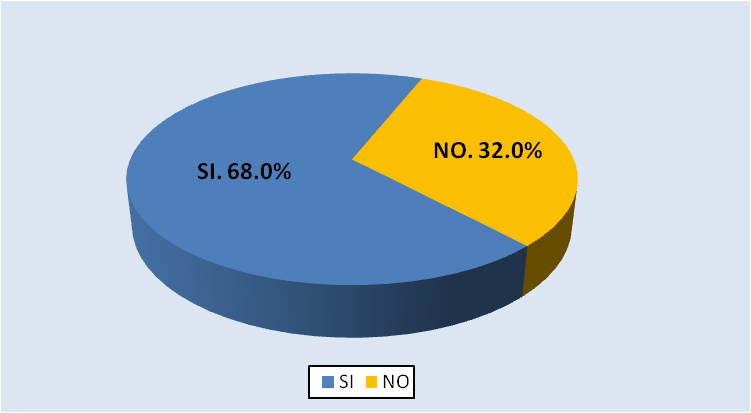 NO. 32.0%
SI. 68.0%
SI NO